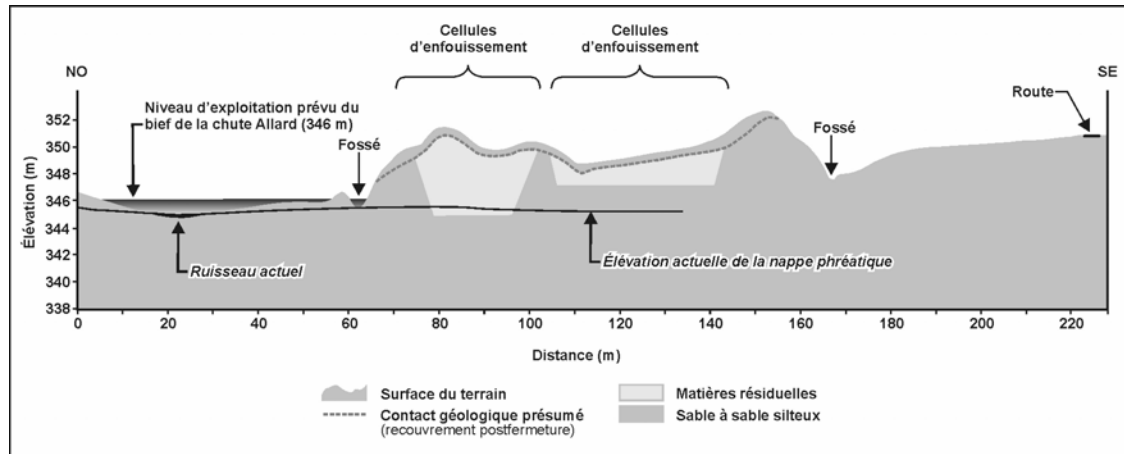 Cellules
d'enfouissement
Cellules
d'enfouissement
NO
SE
Niveau d'exploitation prévu du
bief de la chute Allard (346 m)
Fossé
Fossé
Route
Élévation (m)
352
350
348
346
344
342
340
338
Ruisseau actuel
Élévation actuelle de la nappe phréatique
0 20 40 60 80 100 120 140 160 180 200 220
Distance (m)
Surface du terrain
Contact géologique présumé
(recouvrement postfermeture)
Matières résiduelles
Sable à sable silteux